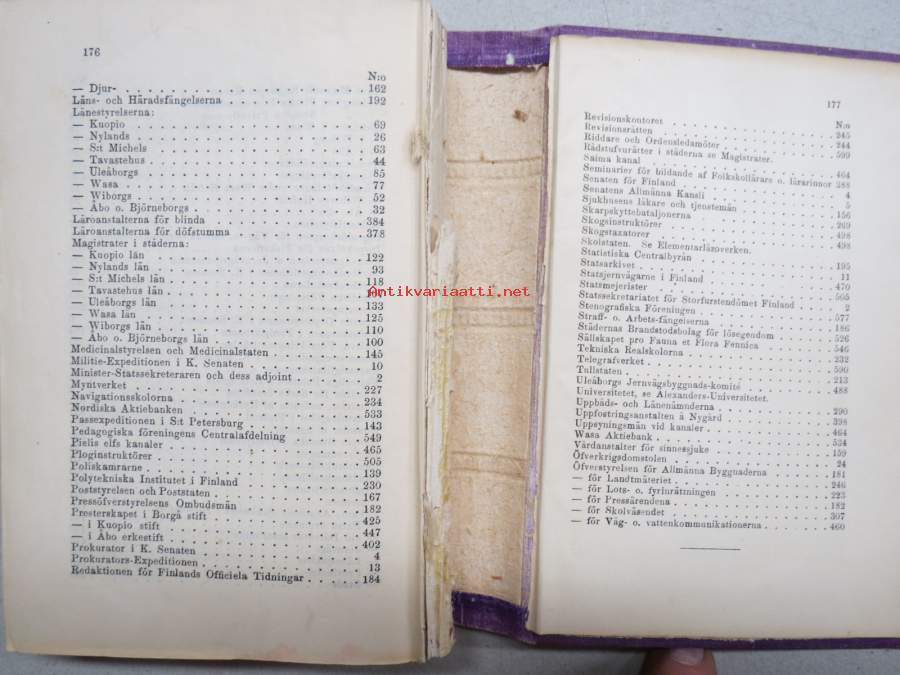 176
N:o
— Djur- . . . 162
Läns- och Häradsfängelserna . . . 192
Länestyrelserna:
— Kuopio . . . 69
— Nylands . . . 26
— S:t Michels . . . 63
— Tavastehus . . . 44
— Uleåborgs . . . 85
— Wasa . . . 77
— Wiborgs . . . 52
— Åbo o. Björneborgs . . . 32
Läroanstalterna för blinda . . . 384
Läroanstalterna för döfstumma . . . 378
Magistrater i städerna:
— Kuopio län . . . 122
— Nylands län . . . 93
— S:t Michels län . . . 118
— Tavastehus län . . .
— Uleåborgs län . . . 133
— Wasa län . . . 125
— Wiborgs län . . . 110
— Åbo o. Björneborgs län . . . 100
Medicinalstyrelsen och Medicinalstaten . . . 145
Militie-Expeditionen i K. Senaten . . . 10
Minister-Statssekreteraren och dess adjoint . . . 2
Myntverket . . . 227
Navigationsskolorna . . . 234
Nordiska Aktiebanken . . . 533
Passexpeditionen i S:t Petersburg . . . 143
Pedagogiska föreningens Centralafdelning . . . 549
Pielis elfs kanaler . . . 465
Ploginstruktörer . . . 505
Poliskamrarne . . . 139
Polytekniska Institutet i Finland . . . 230
Poststyrelsen och Poststaten . . . 167
Pressöfverstyrelsens Ombudsmän . . . 182
Presterskapet i Borgå stift . . . 425
— i Kuopio stift . . . 447
— i Åbo erkestift . . . 402
Prokurator i K. Senaten . . . 4
Prokurators-Expeditionen . . . 13
Redaktionen för Finlands Officiela Tidningar . . . 184
Antikvariaatti.net
177
N:o
Revisionskontoret . . . 245
Revisionsrätten . . . 244
Riddare och Ordensledamöter . . . 599
Rådstufvurätter i städerna se Magistrater.
Saima kanal . . . 464
Seminarier för bildande af Folkskollärare o. lärarinnor 388
Senaten för Finland . . . 4
Senatens Allmänna Kansli . . . 5
Sjukhusens läkare och tjenstemän . . . 156
Skarpskyttebataljonerna . . . 269
Skogsinstruktörer . . . 498
Skogstaxatorer . . . 498
Skolstaten. Se Elementarläroverken.
Statistiska Centralbyrån . . . 195
Statsarkivet . . . 11
Statsjernvägarne i Finland . . . 470
Statsmejerister . . . 505
Statssekretariatet för Storfurstendömet Finland . . . 2
Stenografiska Föreningen . . . 577
Straff- o. Arbets-fängelserna . . . 186
Städernas Brandstodsbolag för lösegendom . . . 526
Sällskapet pro Fauna et Flora Fennica . . . 546
Tekniska Realskolorna . . . 232
Telegrafverket . . . 590
Tullstaten . . . 213
Uleåborgs Jernvägsbyggnads-komité . . . 488
Universitetet, se Alexanders-Universitetet.
Uppbåds- och Länenämnderna . . . 290
Uppfostringsanstalten å Nygård . . . 398
Uppsyningsmän vid kanaler . . . 464
Wasa Aktiebank . . . 534
Vårdanstalter för sinnessjuke . . . 159
Öfverkrigsdomstolen . . . 24
Öfverstyrelsen för Allmänna Byggnaderna . . . 181
— för Landtmäteriet . . . 246
— för Lots- o. fyrinrättningen . . . 223
— för Pressärendena . . . 182
— för Skolväsendet . . . 307
— för Väg- o. vattenkommunikationerna . . . 460